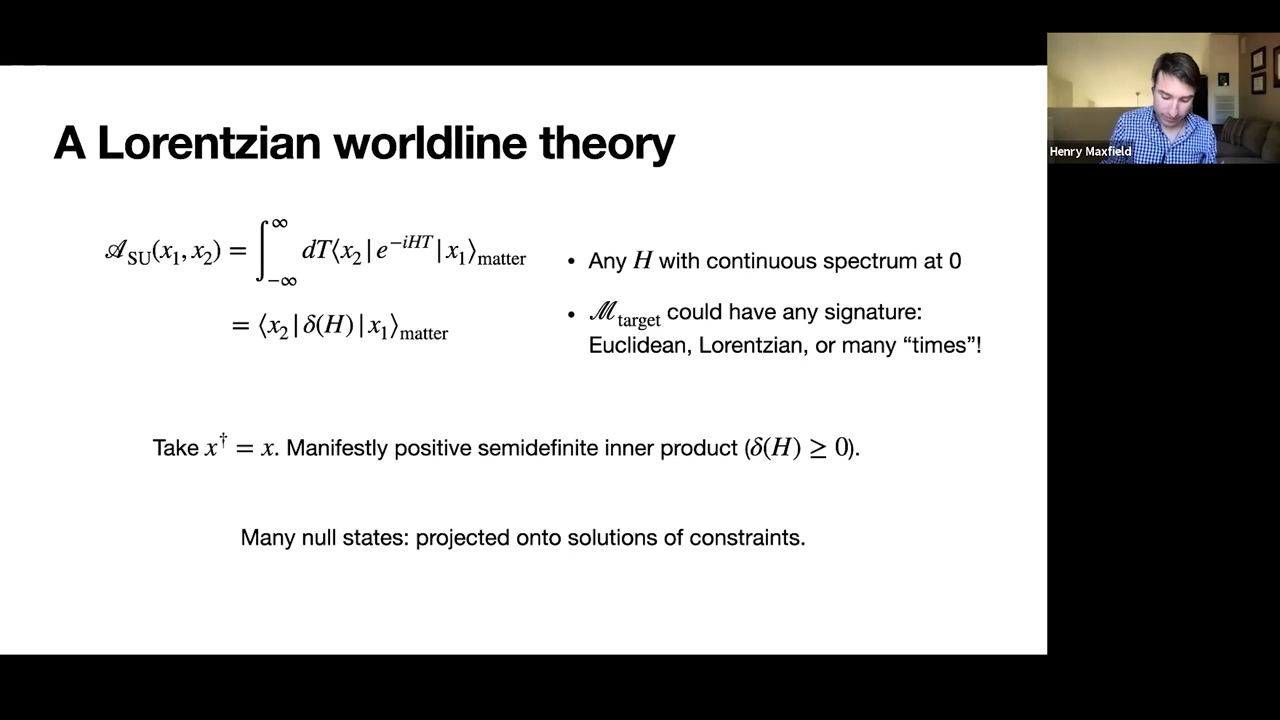 A Lorentzian worldline theory
𝒜_SU(x₁, x₂) = ∫_{−∞}^{∞} dT⟨x₂ | e^{−iHT} | x₁⟩_matter
= ⟨x₂ | δ(H) | x₁⟩_matter
• Any H with continuous spectrum at 0
• ℳ_target could have any signature:
Euclidean, Lorentzian, or many “times”!
Take x† = x. Manifestly positive semidefinite inner product (δ(H) ≥ 0).
Many null states: projected onto solutions of constraints.
Henry Maxfield